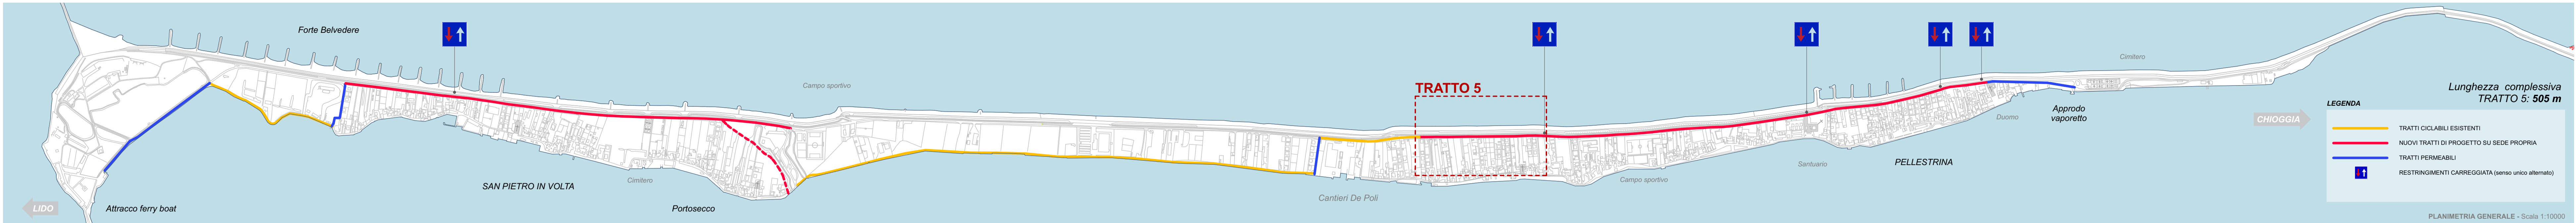 Forte Belvedere
Campo sportivo
TRATTO 5
Cimitero
Lunghezza complessiva
TRATTO 5: 505 m
LEGENDA
TRATTI CICLABILI ESISTENTI
NUOVI TRATTI DI PROGETTO SU SEDE PROPRIA
TRATTI PERMEABILI
RESTRINGIMENTI CARREGGIATA (senso unico alternato)
CHIOGGIA
Approdo
vaporetto
Duomo
PELLESTRINA
Santuario
Campo sportivo
Cantieri De Poli
Cimitero
SAN PIETRO IN VOLTA
Portosecco
Attracco ferry boat
LIDO
PLANIMETRIA GENERALE - Scala 1:10000